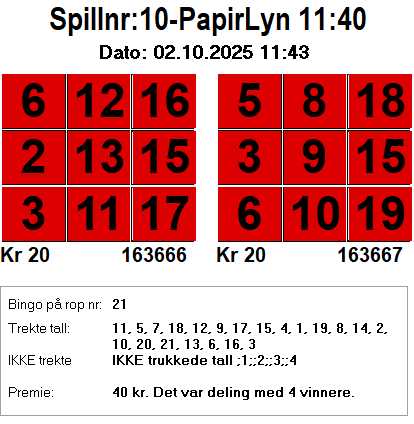 Spillnr:10-PapirLyn 11:40
Dato: 02.10.2025 11:43
6 12 16 5 8 18
2 13 15 3 9 15
3 11 17 6 10 19
Kr 20 163666 Kr 20 163667
Bingo på rop nr: 21
Trekte tall: 11, 5, 7, 18, 12, 9, 17, 15, 4, 1, 19, 8, 14, 2,
10, 20, 21, 13, 6, 16, 3
IKKE trekte IKKE trukkede tall ;1;;2;;3;;4
Premie: 40 kr. Det var deling med 4 vinnere.